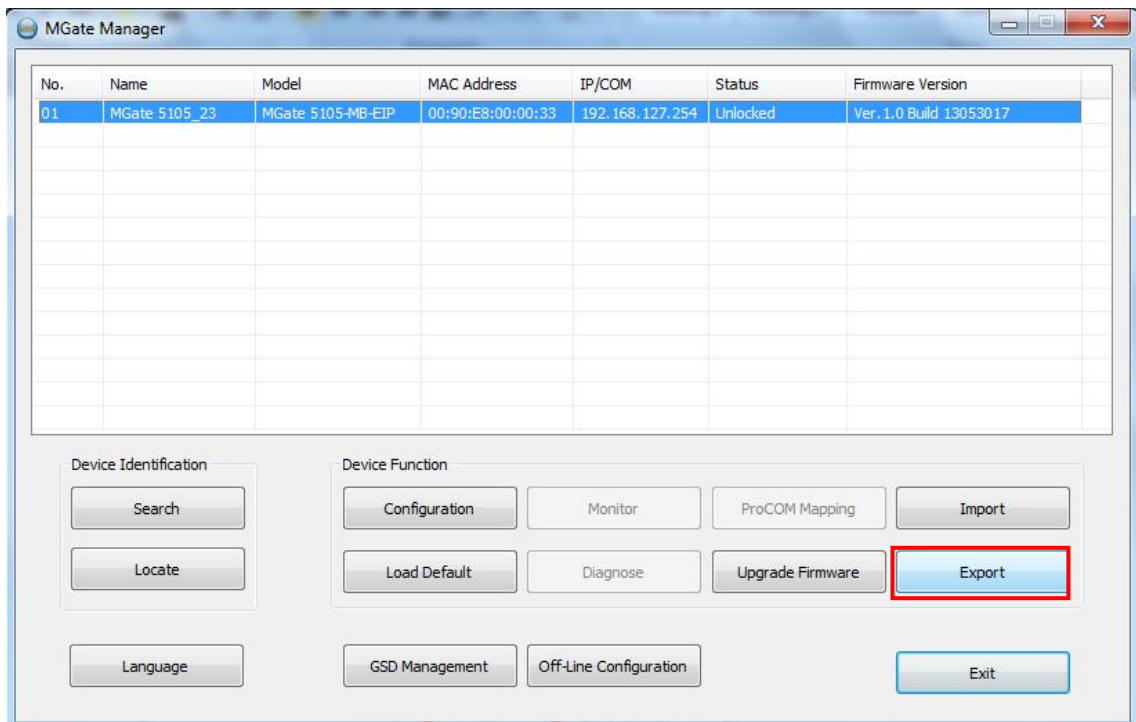 MGate Manager
No. Name Model MAC Address IP/COM Status Firmware Version
01 MGate 5105_23 MGate 5105-MB-EIP 00:90:E8:00:00:33 192.168.127.254 Unlocked Ver.1.0 Build 13053017
Device Identification Device Function
Search Configuration Monitor ProCOM Mapping Import
Locate Load Default Diagnose Upgrade Firmware Export
Language GSD Management Off-Line Configuration Exit